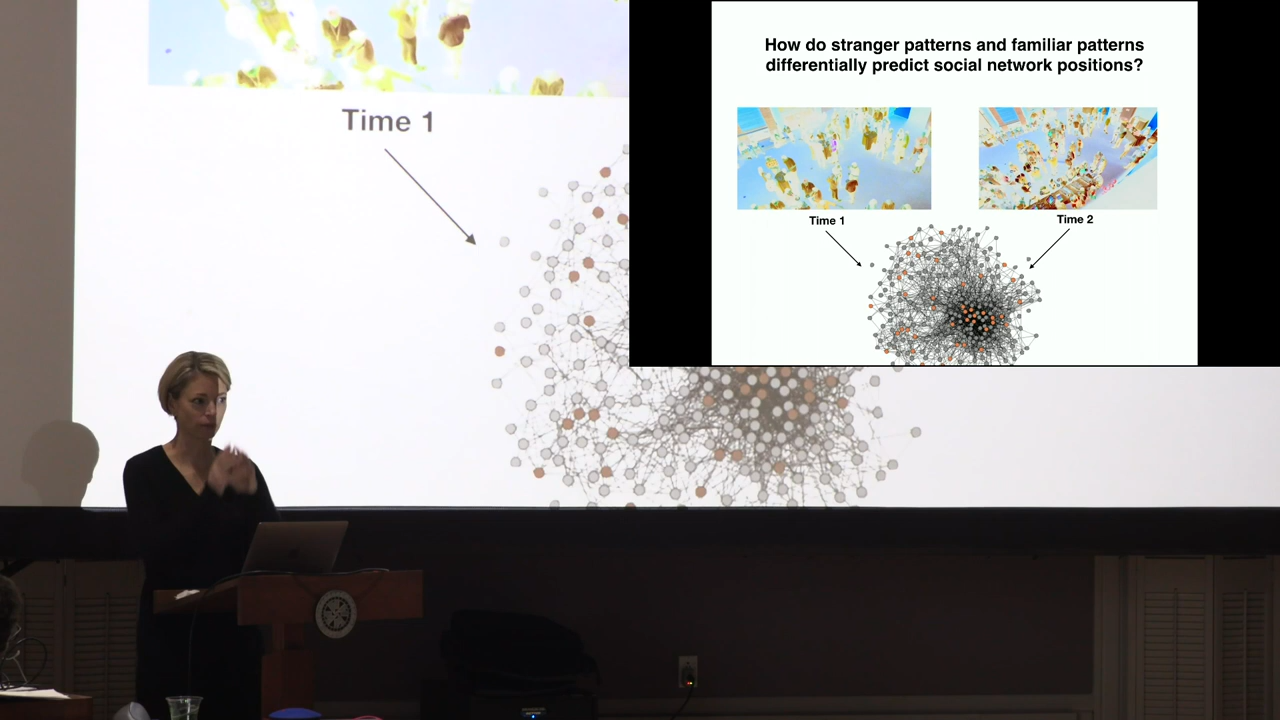 Time 1
How do stranger patterns and familiar patterns
differentially predict social network positions?
Time 1
Time 2